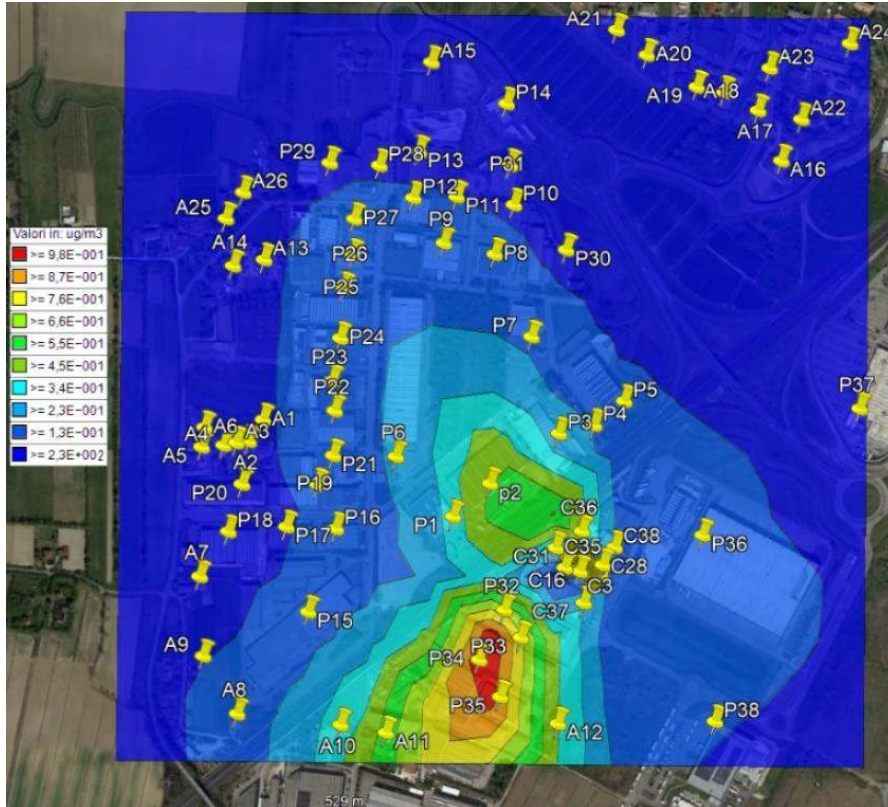 A21
A24
A15
A20
A23
P14
A19
A18
A17
A22
A16
P29
P28
P13
P31
A26
P12
P11
P10
A25
P27
P9
Valori in: ug/m3
>= 9,8E-001
>= 8,7E-001
>= 7,6E-001
>= 6,6E-001
>= 5,5E-001
>= 4,5E-001
>= 3,4E-001
>= 2,3E-001
>= 1,3E-001
>= 2,3E+002
A14
A13
P26
P8
P30
P25
P24
P7
P23
P22
P5
P37
A1
A6
A4
A3
A5
A2
P3
P4
P6
P21
P20
P19
p2
P18
P17
P16
P1
C36
P36
C31
C35
C38
C16
C28
C3
A7
P15
P32
C37
A9
P34
P33
A8
P35
P38
A10
A11
A12
529 m